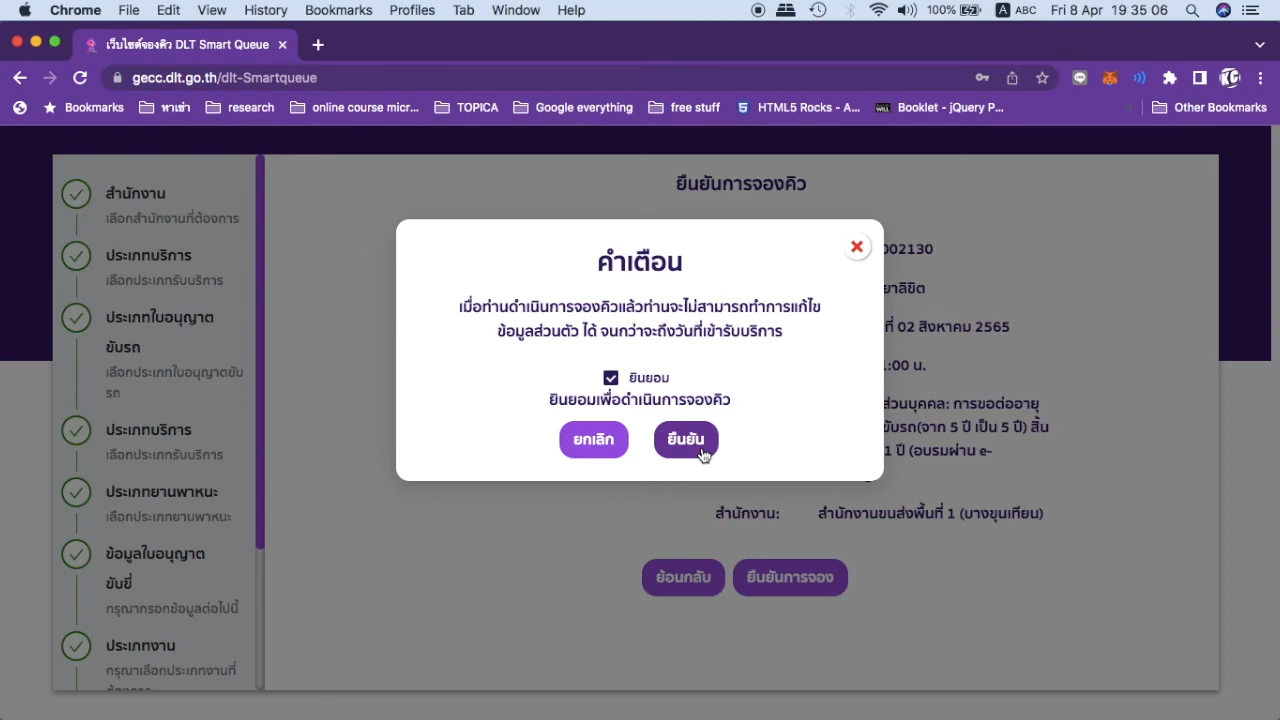 Chrome File Edit View History Bookmarks Profiles Tab Window Help 100% ABC Fri 8 Apr 19 35 06
เว็บไซต์จองคิว DLT Smart Queue
gecc.dlt.go.th/dlt-Smartqueue
Bookmarks หาเช่า research online course micr... TOPICA Google everything free stuff HTML5 Rocks - A... Booklet - jQuery P... Other Bookmarks
สำนักงาน
เลือกสำนักงานที่ต้องการ
ประเภทบริการ
เลือกประเภทรับบริการ
ประเภทใบอนุญาต
ขับรถ
เลือกประเภทใบอนุญาตขับ
รถ
ประเภทบริการ
เลือกประเภทรับบริการ
ประเภทยานพาหนะ
เลือกประเภทยานพาหนะ
ข้อมูลใบอนุญาต
ขับขี่
กรุณากรอกข้อมูลต่อไปนี้
ประเภทงาน
กรุณาเลือกประเภทงานที่
ยืนยันการจองคิว
002130
ยาลิขิต
ที่ 02 สิงหาคม 2565
:00 น.
ส่วนบุคคล: การขอต่ออายุ
ขับรถ(จาก 5 ปี เป็น 5 ปี) สิ้น
1 ปี (อบรมผ่าน e-
สำนักงาน: สำนักงานขนส่งพื้นที่ 1 (บางขุนเทียน)
ย้อนกลับ ยืนยันการจอง
คำเตือน
เมื่อท่านดำเนินการจองคิวแล้วท่านจะไม่สามารถทำการแก้ไข
ข้อมูลส่วนตัว ได้ จนกว่าจะถึงวันที่เข้ารับบริการ
ยินยอม
ยินยอมเพื่อดำเนินการจองคิว
ยกเลิก ยืนยัน